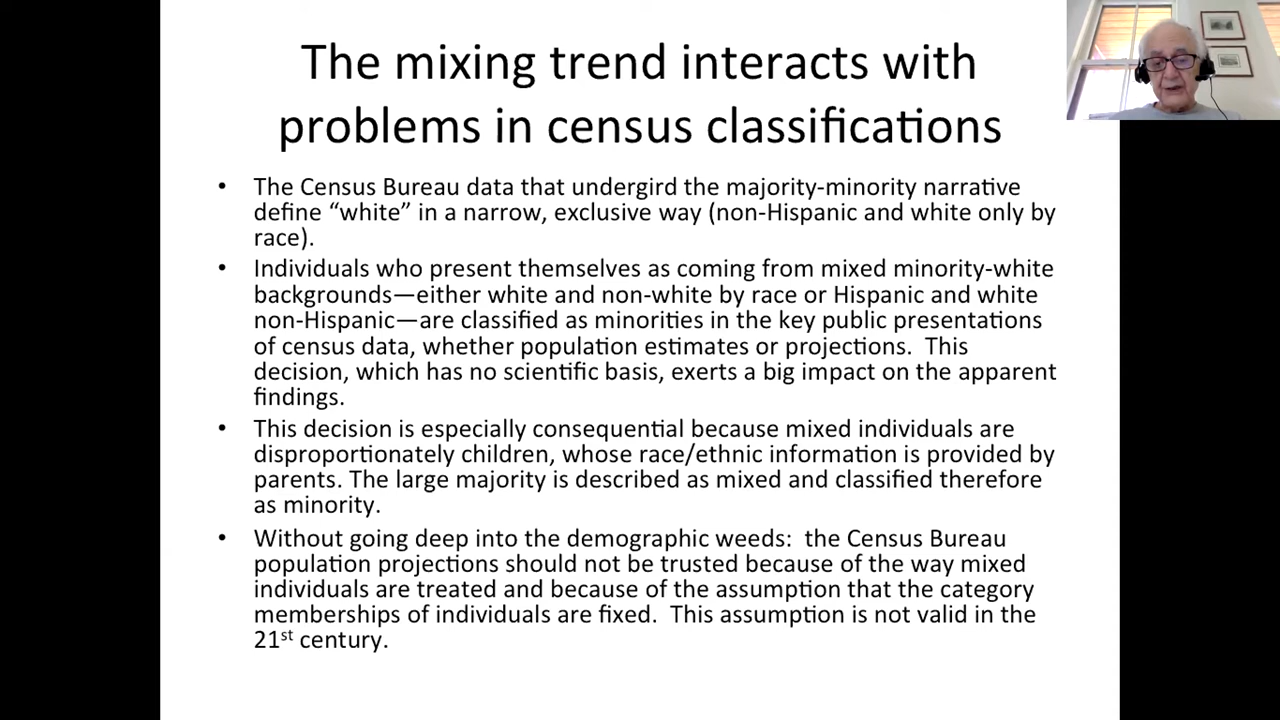 The mixing trend interacts with
problems in census classifications
• The Census Bureau data that undergird the majority-minority narrative
define “white” in a narrow, exclusive way (non-Hispanic and white only by
race).
• Individuals who present themselves as coming from mixed minority-white
backgrounds—either white and non-white by race or Hispanic and white
non-Hispanic—are classified as minorities in the key public presentations
of census data, whether population estimates or projections.  This
decision, which has no scientific basis, exerts a big impact on the apparent
findings.
• This decision is especially consequential because mixed individuals are
disproportionately children, whose race/ethnic information is provided by
parents. The large majority is described as mixed and classified therefore
as minority.
• Without going deep into the demographic weeds:  the Census Bureau
population projections should not be trusted because of the way mixed
individuals are treated and because of the assumption that the category
memberships of individuals are fixed.  This assumption is not valid in the
21st century.